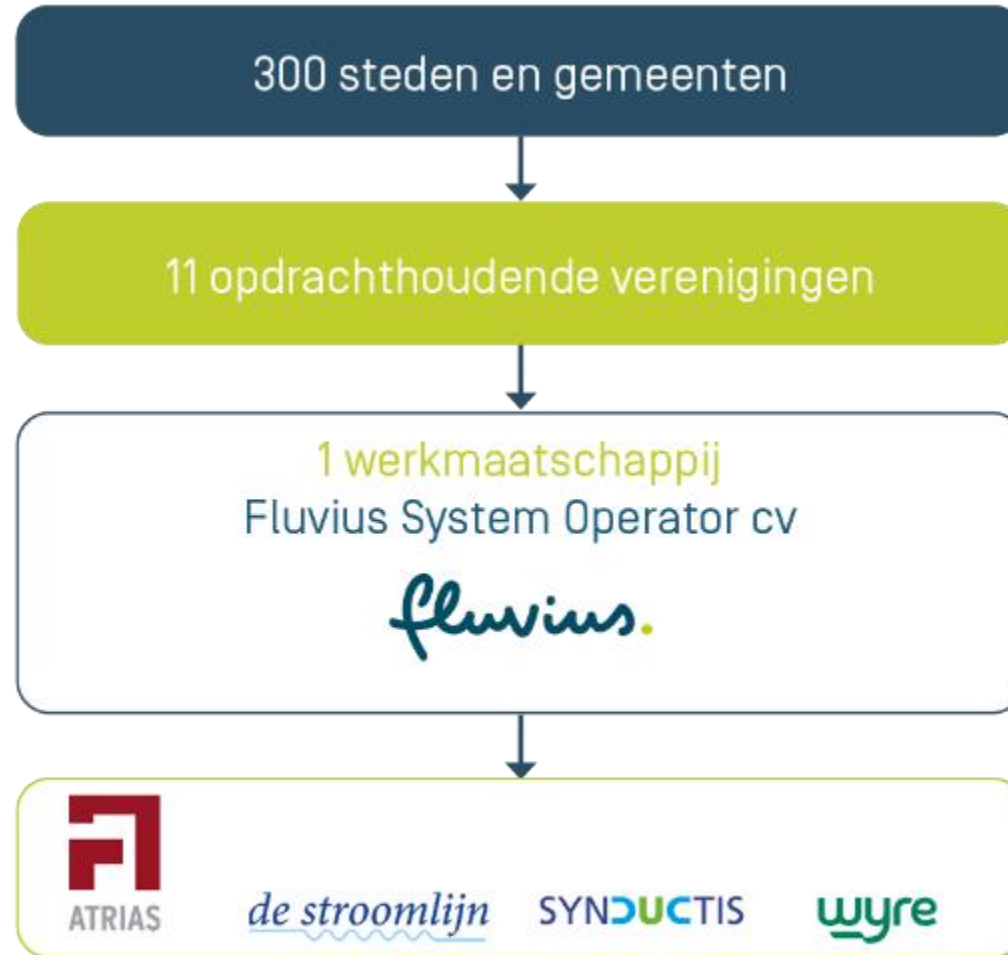 300 steden en gemeenten
11 opdrachthoudende verenigingen
1 werkmaatschappij
Fluvius System Operator cv
fluvius.
ATRIAS
de stroomlijn
SYNDUCTIS
wyre